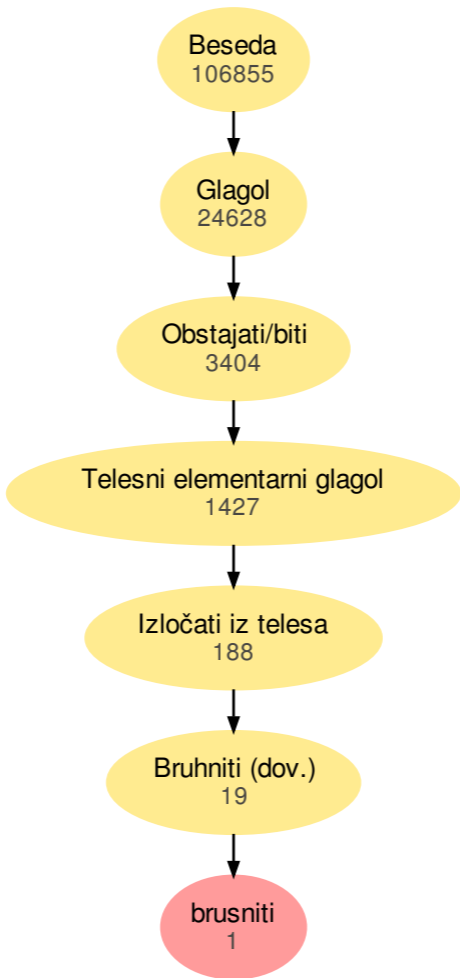 Beseda
106855
Glagol
24628
Obstajati/biti
3404
Telesni elementarni glagol
1427
Izločati iz telesa
188
Bruhniti (dov.)
19
brusniti
1